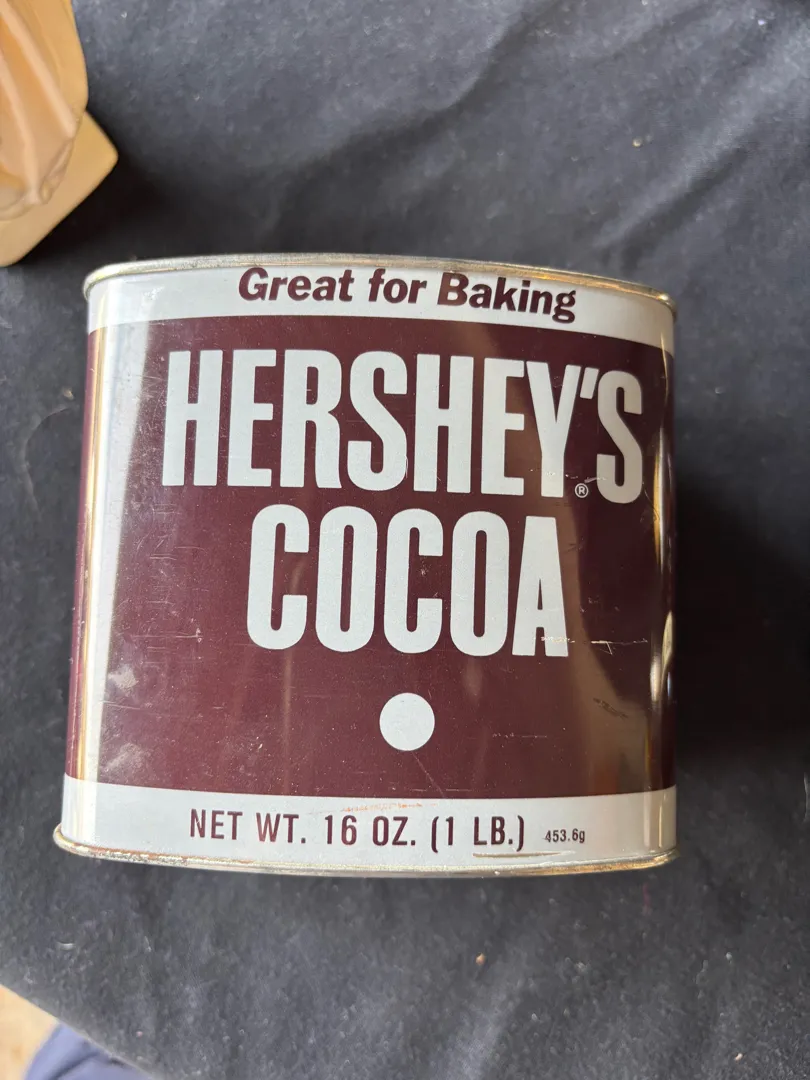 Great for Baking
HERSHEY'S®
COCOA
NET WT. 16 OZ. (1 LB.) 453.6g